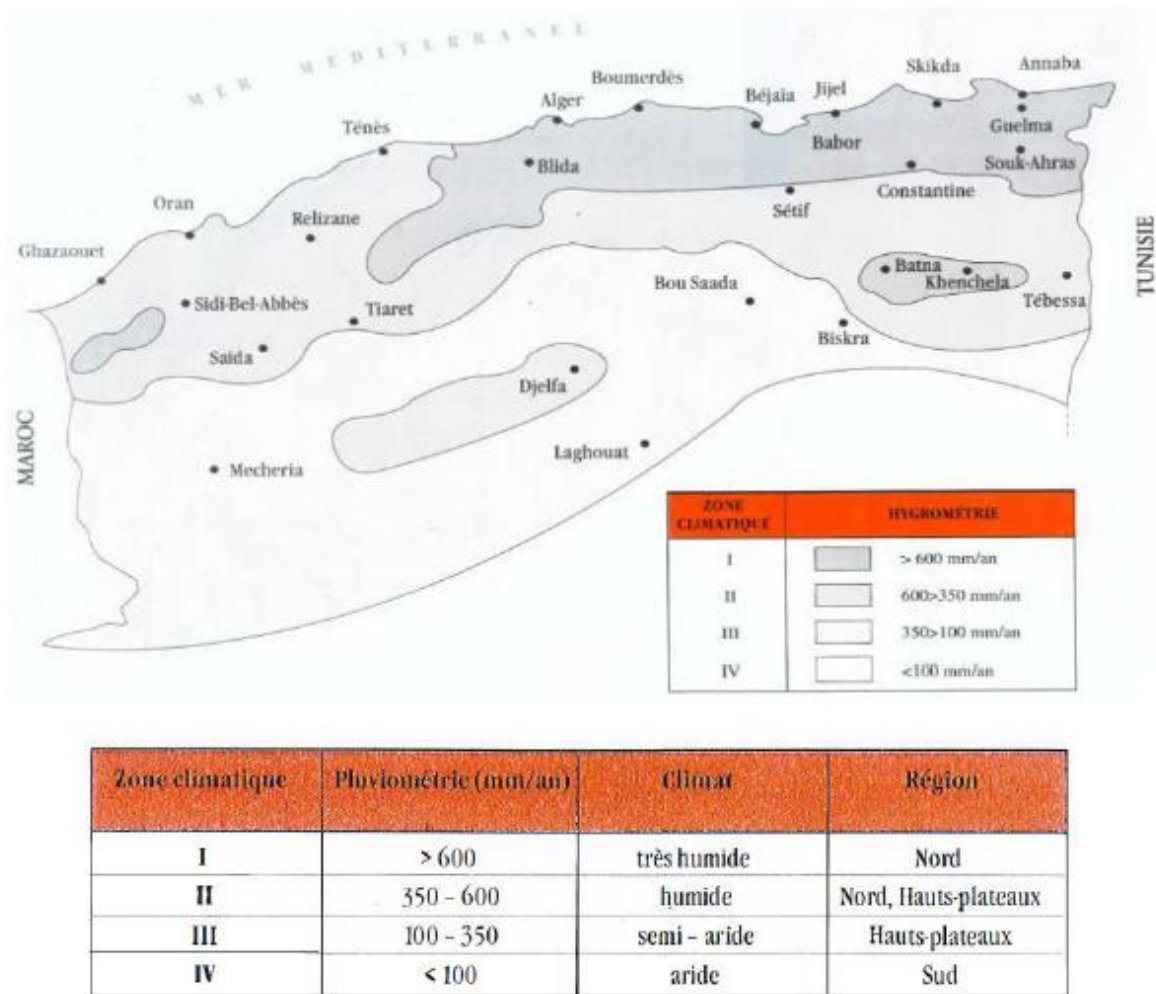 MER MEDITERRANEE
Skikda
Annaba
Boumerdès
Béjaïa
Jijel
Alger
Ténès
Guelma
Babor
Blida
Souk-Ahras
Constantine
Oran
Sétif
Relizane
Ghazaouet
TUNISIE
Batna
Bou Saada
Khenchela
Sidi-Bel-Abbès
Tiaret
Tébessa
Biskra
Saida
Djelfa
MAROC
Laghouat
Mecheria
ZONE CLIMATIQUE HYGROMÉTRIE
I > 600 mm/an
II 600>350 mm/an
III 350>100 mm/an
IV <100 mm/an
Zone climatique Pluviométrie (mm/an) Climat Région
I > 600 très humide Nord
II 350 – 600 humide Nord, Hauts-plateaux
III 100 – 350 semi – aride Hauts-plateaux
IV < 100 aride Sud